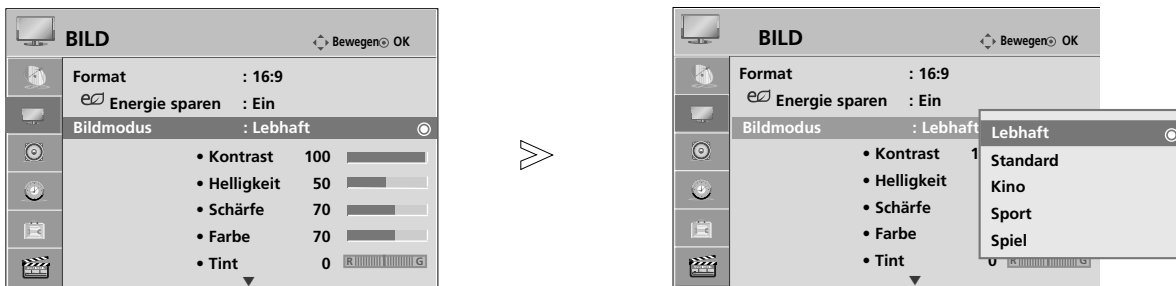 BILD
Bewegen OK
Format : 16:9
e Energie sparen : Ein
Bildmodus : Lebhaft
• Kontrast 100
• Helligkeit 50
• Schärfe 70
• Farbe 70
• Tint 0 R G
BILD
Bewegen OK
Format : 16:9
e Energie sparen : Ein
Bildmodus : Lebhaft
• Kontrast 1
• Helligkeit
• Schärfe
• Farbe
• Tint 0 R G
Lebhaft
Standard
Kino
Sport
Spiel